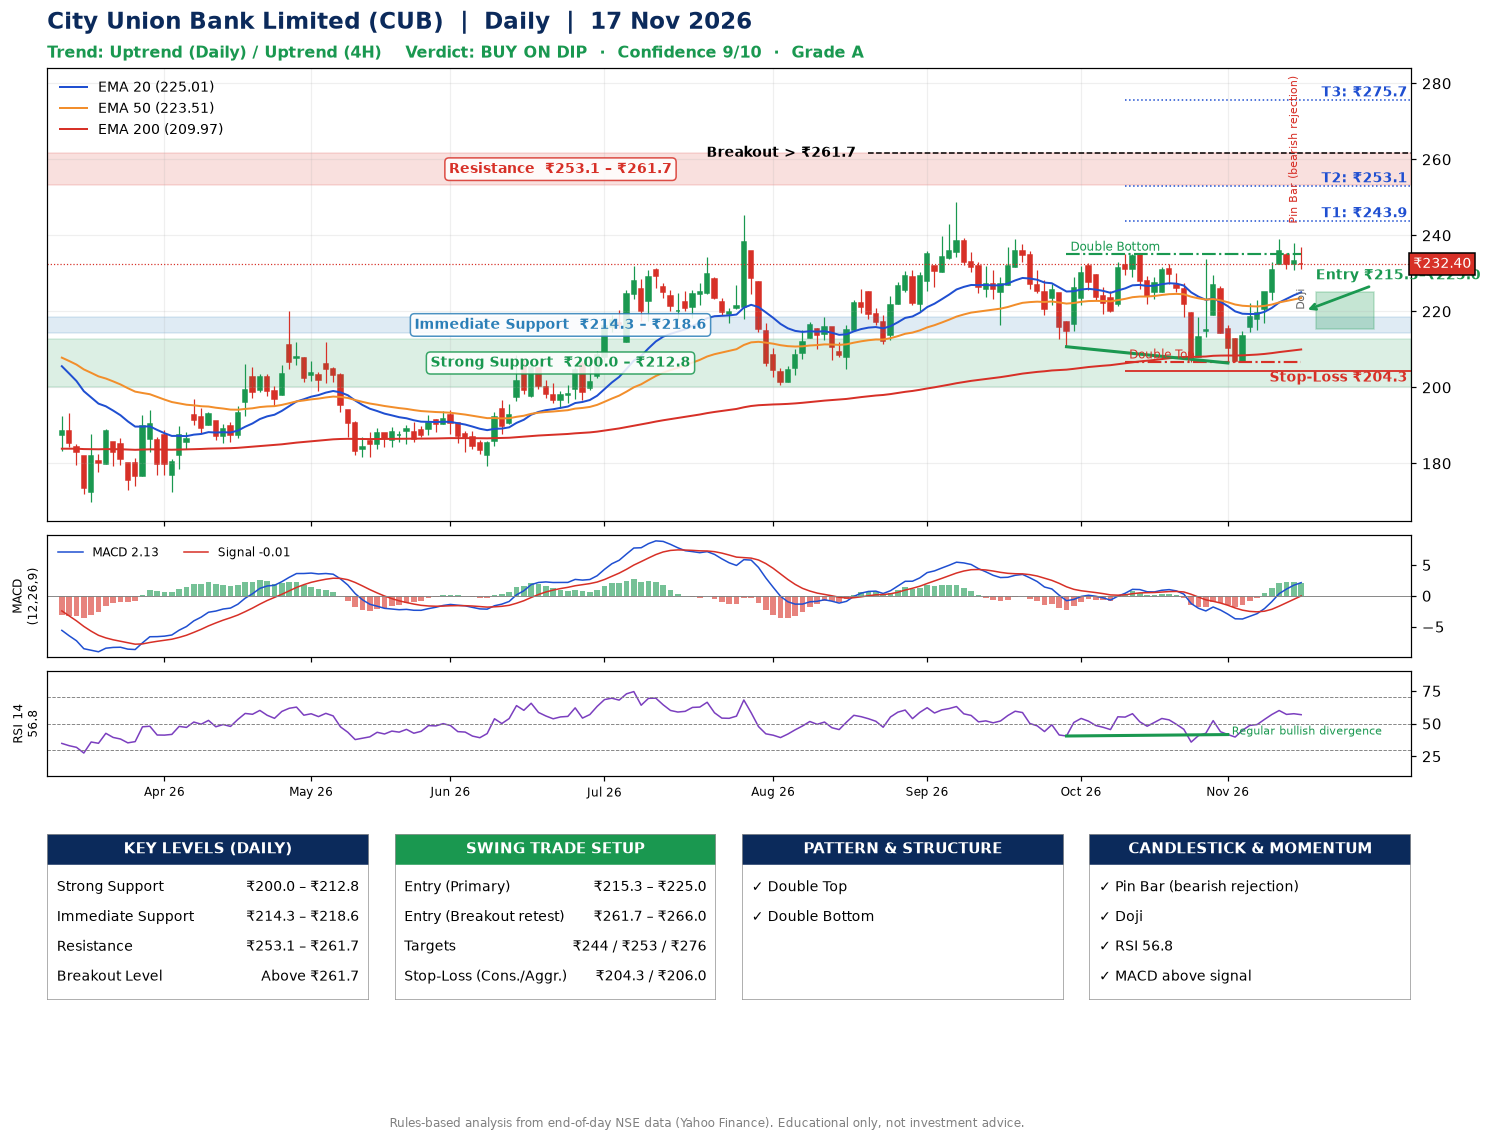 City Union Bank Limited (CUB) | Daily | 17 Nov 2026
Trend: Uptrend (Daily) / Uptrend (4H) Verdict: BUY ON DIP · Confidence 9/10 · Grade A
EMA 20 (225.01)
EMA 50 (223.51)
EMA 200 (209.97)
280
260
240
220
200
180
T3: ₹275.7
Breakout > ₹261.7
Resistance ₹253.1 – ₹261.7
T2: ₹253.1
T1: ₹243.9
Pin Bar (bearish rejection)
Double Bottom
₹232.40
Entry ₹215.
Doji
Immediate Support ₹214.3 – ₹218.6
Strong Support ₹200.0 – ₹212.8
Double Top
Stop-Loss ₹204.3
MACD 2.13
Signal -0.01
MACD
(12,26,9)
5
0
−5
RSI 14
56.8
75
50
25
Regular bullish divergence
Apr 26
May 26
Jun 26
Jul 26
Aug 26
Sep 26
Oct 26
Nov 26
KEY LEVELS (DAILY)
Strong Support ₹200.0 – ₹212.8
Immediate Support ₹214.3 – ₹218.6
Resistance ₹253.1 – ₹261.7
Breakout Level Above ₹261.7
SWING TRADE SETUP
Entry (Primary) ₹215.3 – ₹225.0
Entry (Breakout retest) ₹261.7 – ₹266.0
Targets ₹244 / ₹253 / ₹276
Stop-Loss (Cons./Aggr.) ₹204.3 / ₹206.0
PATTERN & STRUCTURE
✓ Double Top
✓ Double Bottom
CANDLESTICK & MOMENTUM
✓ Pin Bar (bearish rejection)
✓ Doji
✓ RSI 56.8
✓ MACD above signal
Rules-based analysis from end-of-day NSE data (Yahoo Finance). Educational only, not investment advice.